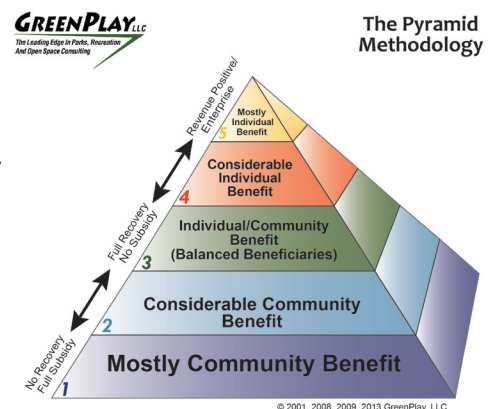 GREENPLAY LLC
The Leading Edge in Parks, Recreation
And Open Space Consulting
The Pyramid
Methodology
Revenue Positive/
Enterprise
5
Mostly
Individual
Benefit
4
Considerable
Individual
Benefit
Full Recovery
No Subsidy
3
Individual/Community
Benefit
(Balanced Beneficiaries)
2
Considerable Community
Benefit
No Recovery
Full Subsidy
1
Mostly Community Benefit
© 2001, 2008, 2009, 2013 GreenPlay, LLC